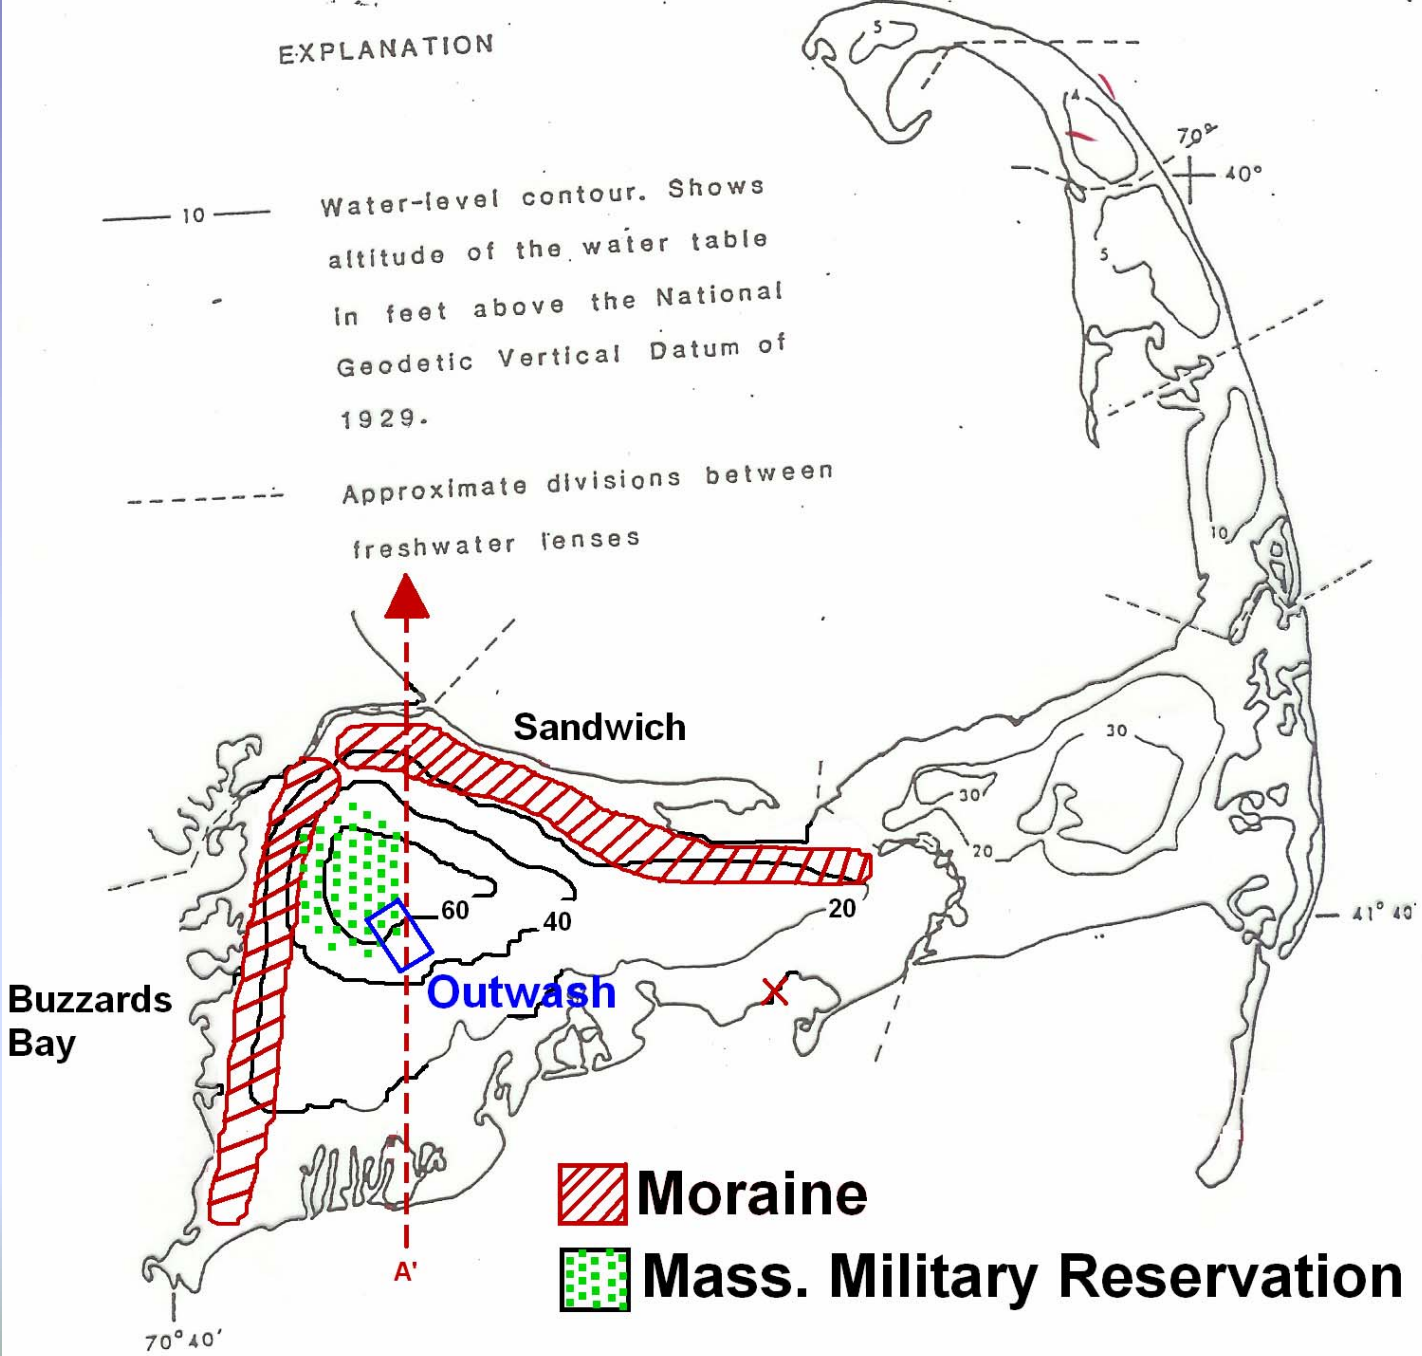 EXPLANATION
10
Water-level contour. Shows
altitude of the water table
in feet above the National
Geodetic Vertical Datum of
1929.
Approximate divisions between
freshwater lenses
5
4
70°
40°
5
10
Sandwich
30
30
20
60
40
20
41° 40'
Outwash
Buzzards
Bay
Moraine
A'
Mass. Military Reservation
70° 40'